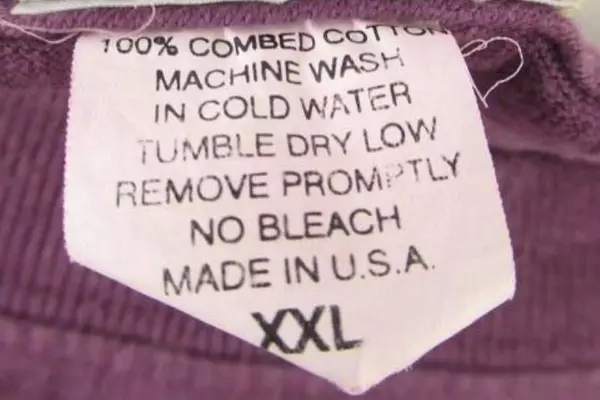 100% COMBED COTTON
MACHINE WASH
IN COLD WATER
TUMBLE DRY LOW
REMOVE PROMPTLY
NO BLEACH
MADE IN U.S.A.
XXL